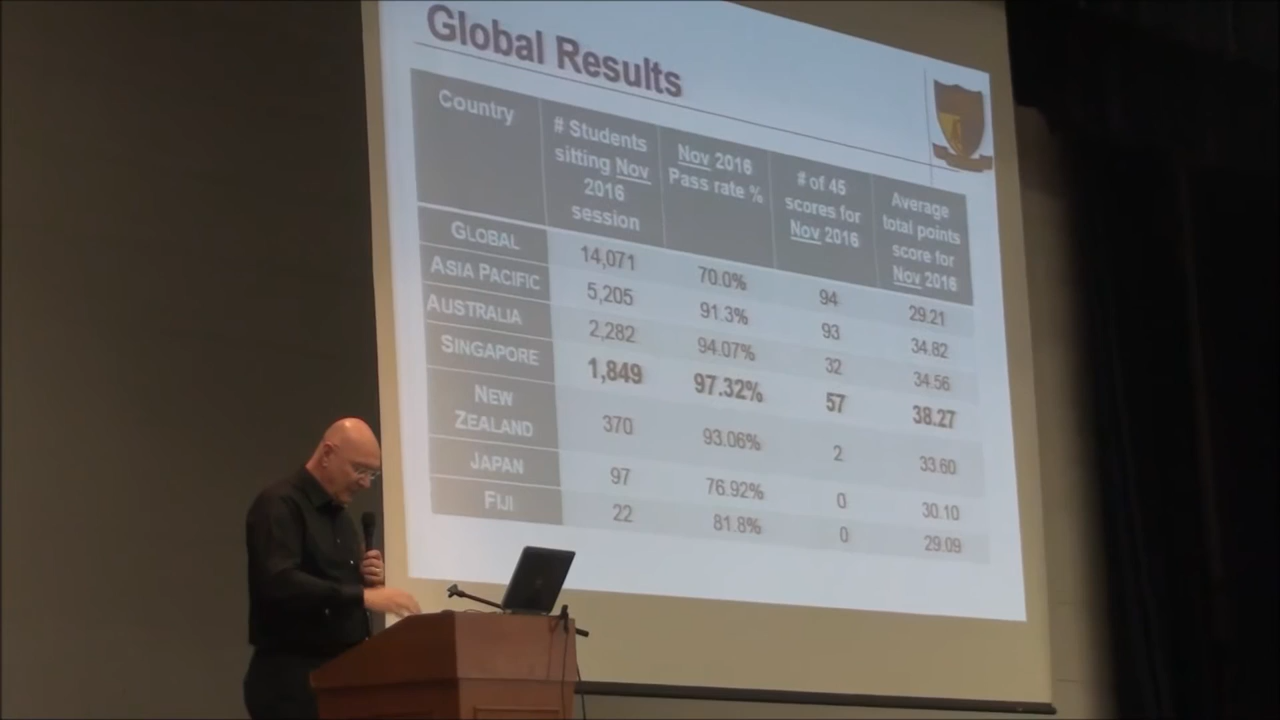 Global Results
Country
# Students
sitting Nov
2016
session
Nov 2016
Pass rate %
# of 45
scores for
Nov 2016
Average
total points
score for
Nov 2016
GLOBAL 14,071 70.0% 94 29.21
ASIA PACIFIC 5,205 91.3% 93 34.82
AUSTRALIA 2,282 94.07% 32 34.56
SINGAPORE 1,849 97.32% 57 38.27
NEW
ZEALAND 370 93.06% 2 33.60
JAPAN 97 76.92% 0 30.10
FIJI 22 81.8% 0 29.09